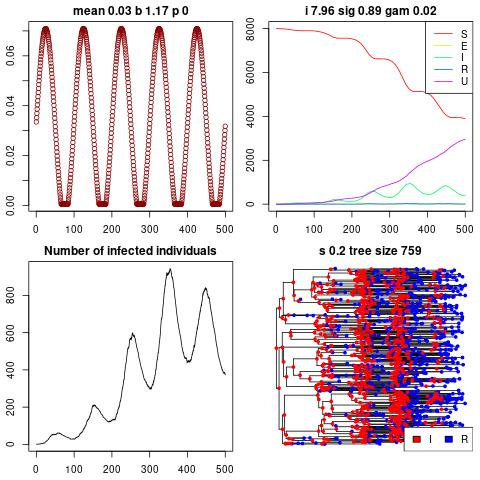 mean 0.03 b 1.17 p 0
0.00 0.02 0.04 0.06
0 100 200 300 400 500
i 7.96 sig 0.89 gam 0.02
0 2000 4000 6000 8000
0 100 200 300 400 500
S
E
I
R
U
Number of infected individuals
0 200 400 600 800
0 100 200 300 400 500
s 0.2 tree size 759
I R